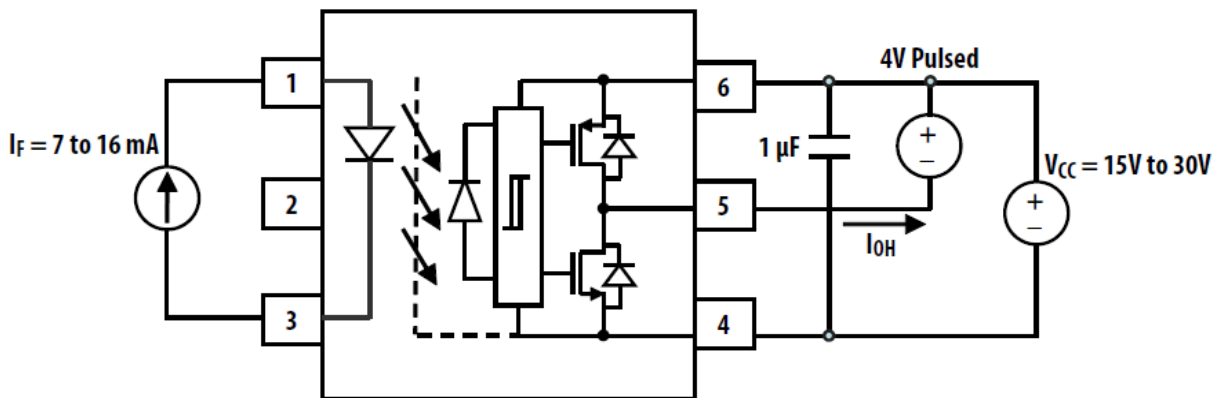 4V Pulsed
1
6
I_F = 7 to 16 mA
1 µF
V_CC = 15V to 30V
+
−
2
5
+
−
I_OH
3
4